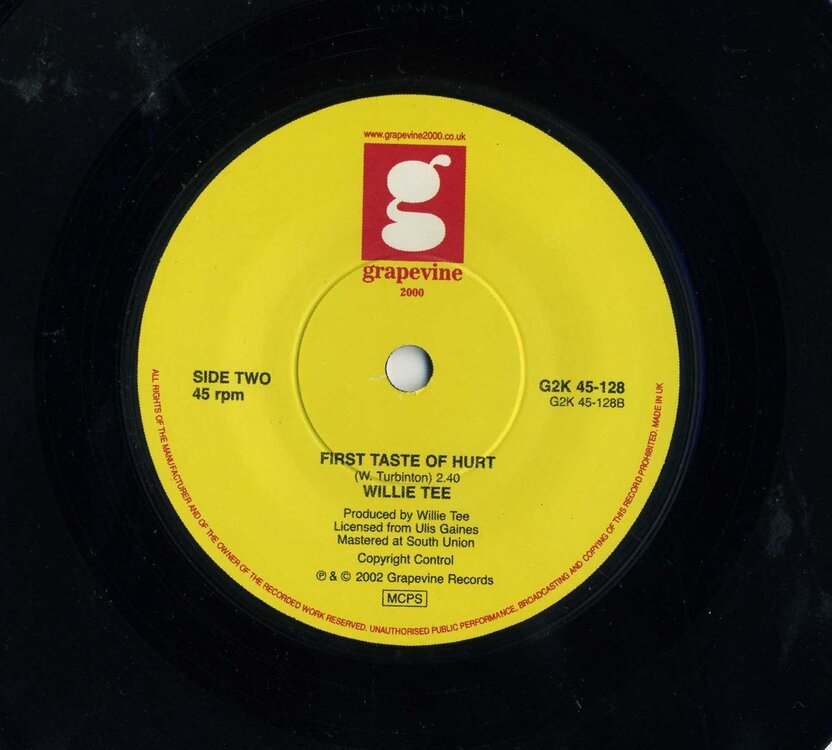 www.grapevine2000.co.uk
g
grapevine
2000
SIDE TWO
45 rpm
G2K 45-128
G2K 45-128B
FIRST TASTE OF HURT
(W. Turbinton) 2.40
WILLIE TEE
Produced by Willie Tee
Licensed from Ulis Gaines
Mastered at South Union
Copyright Control
℗ & © 2002 Grapevine Records
MCPS
ALL RIGHTS OF THE MANUFACTURER AND OF THE OWNER OF THE RECORDED WORK RESERVED. UNAUTHORISED PUBLIC PERFORMANCE, BROADCASTING AND COPYING OF THIS RECORD PROHIBITED. MADE IN UK